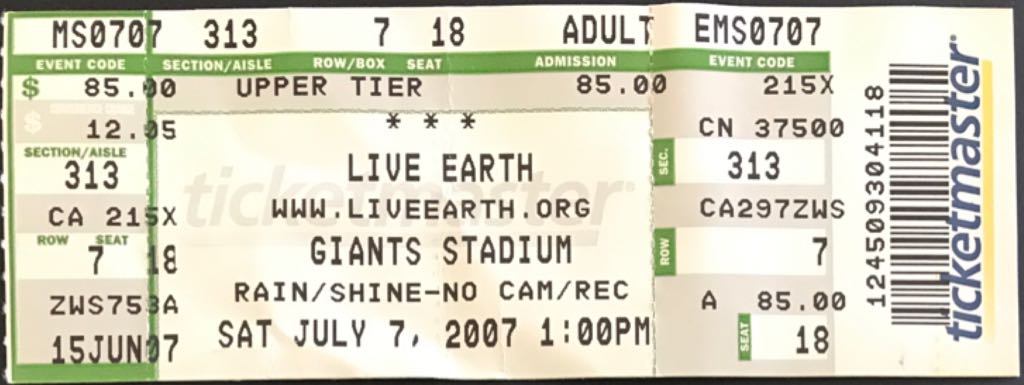 MS0707 313 7 18 ADULT EMS0707
EVENT CODE SECTION/AISLE ROW/BOX SEAT ADMISSION EVENT CODE
$ 85.00 UPPER TIER 85.00 215X
$ 12.05 * * * CN 37500
SECTION/AISLE
313
LIVE EARTH
SEC. 313
CA 215X WWW.LIVEEARTH.ORG CA297ZWS
ROW SEAT
7 18
GIANTS STADIUM
ROW 7
ZWS753A RAIN/SHINE-NO CAM/REC A 85.00
15JUN07 SAT JULY 7, 2007 1:00PM
SEAT 18
ticketmaster
124509304118
ticketmaster